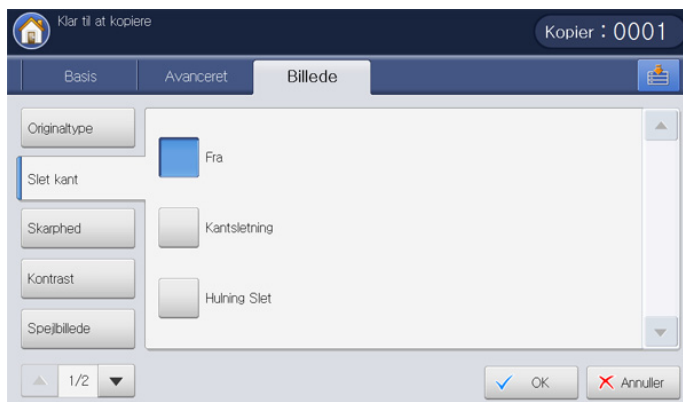 Klar til at kopiere
Kopier : 0001
Basis
Avanceret
Billede
Originaltype
Slet kant
Skarphed
Kontrast
Spejlbillede
Fra
Kantsletning
Hulning Slet
1/2
OK
Annuller